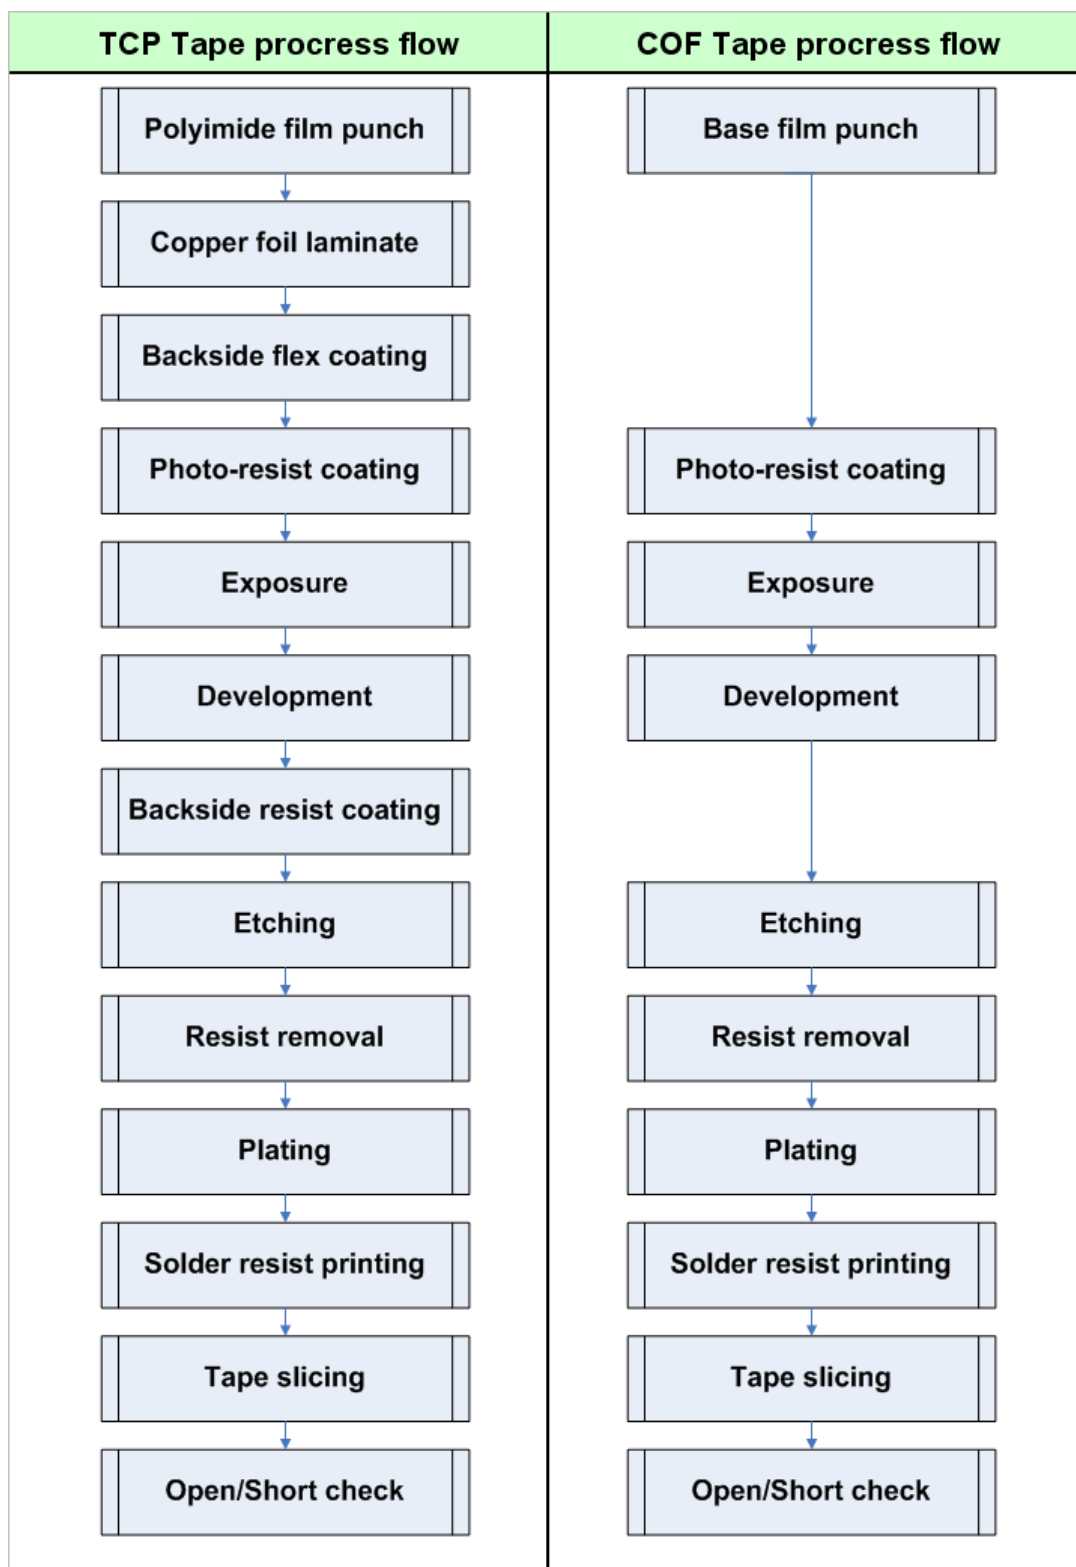 TCP Tape procress flow
COF Tape procress flow
Polyimide film punch
Base film punch
Copper foil laminate
Backside flex coating
Photo-resist coating
Photo-resist coating
Exposure
Exposure
Development
Development
Backside resist coating
Etching
Etching
Resist removal
Resist removal
Plating
Plating
Solder resist printing
Solder resist printing
Tape slicing
Tape slicing
Open/Short check
Open/Short check